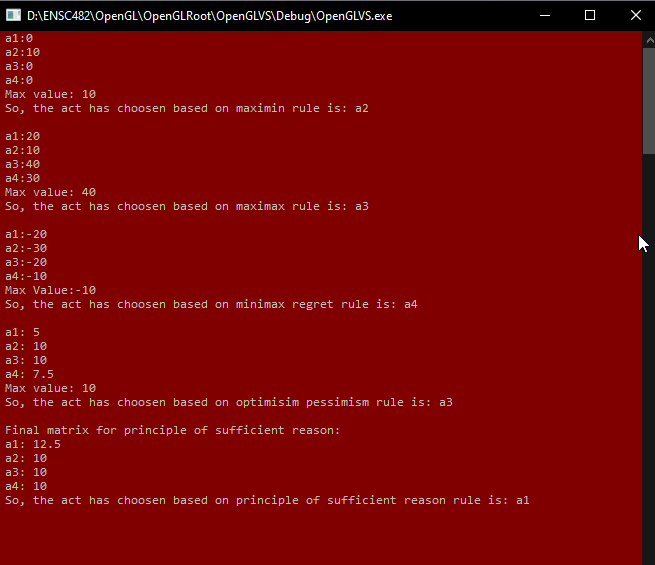 D:\ENSC482\OpenGL\OpenGLRoot\OpenGLVS\Debug\OpenGLVS.exe
a1:0
a2:10
a3:0
a4:0
Max value: 10
So, the act has choosen based on maximin rule is: a2
a1:20
a2:10
a3:40
a4:30
Max value: 40
So, the act has choosen based on maximax rule is: a3
a1:-20
a2:-30
a3:-20
a4:-10
Max Value:-10
So, the act has choosen based on minimax regret rule is: a4
a1: 5
a2: 10
a3: 10
a4: 7.5
Max value: 10
So, the act has choosen based on optimisim pessimism rule is: a3
Final matrix for principle of sufficient reason:
a1: 12.5
a2: 10
a3: 10
a4: 10
So, the act has choosen based on principle of sufficient reason rule is: a1